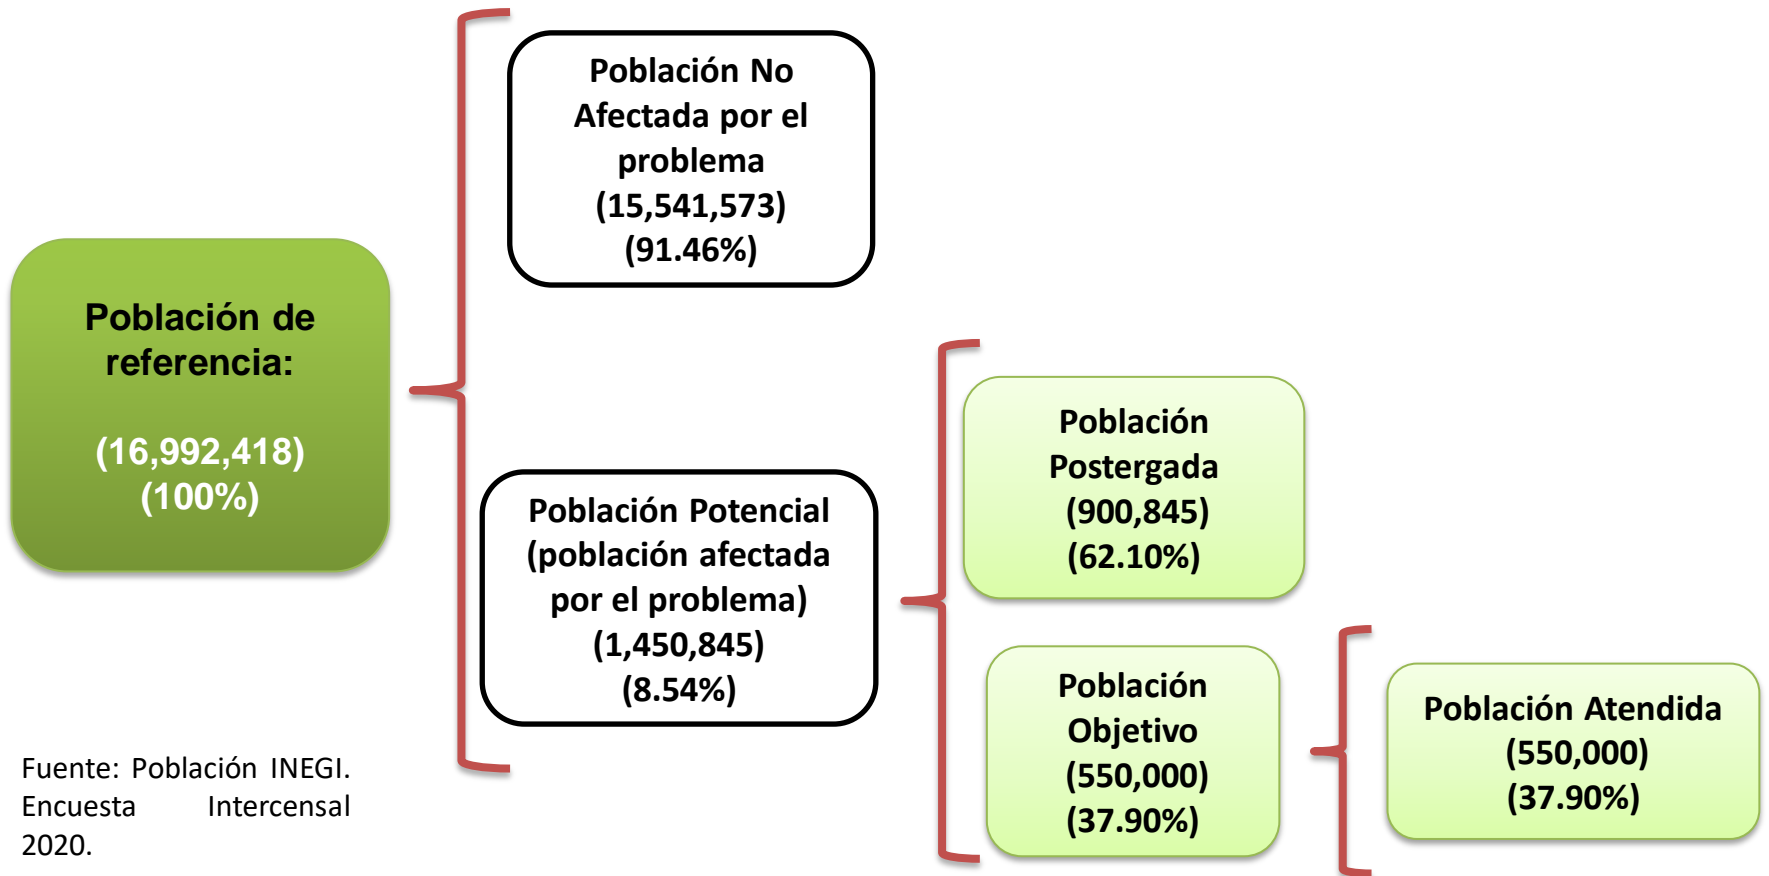 Población de
referencia:
(16,992,418)
(100%)
Población No
Afectada por el
problema
(15,541,573)
(91.46%)
Población Potencial
(población afectada
por el problema)
(1,450,845)
(8.54%)
Población
Postergada
(900,845)
(62.10%)
Población
Objetivo
(550,000)
(37.90%)
Población Atendida
(550,000)
(37.90%)
Fuente: Población INEGI.
Encuesta Intercensal
2020.